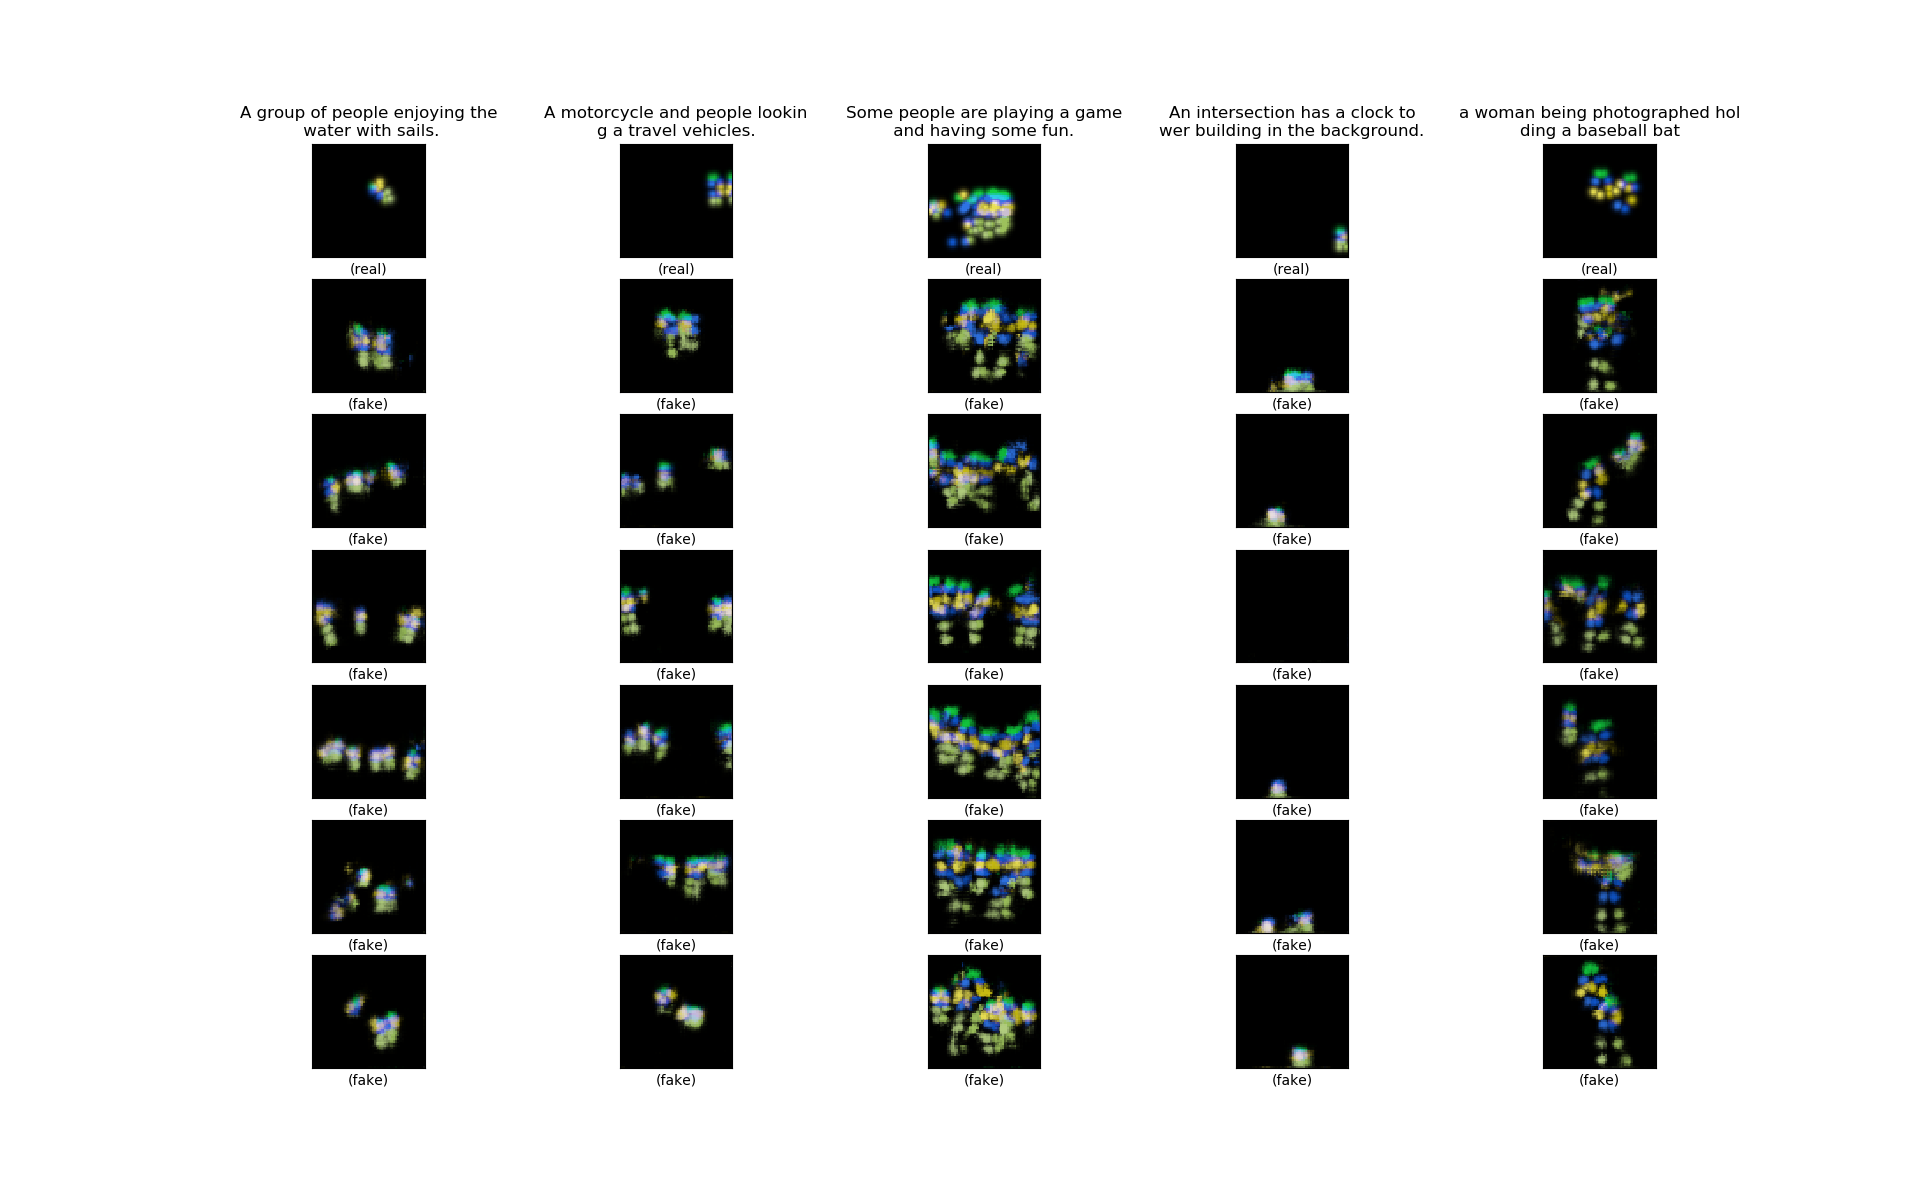 A group of people enjoying the
water with sails.
A motorcycle and people lookin
g a travel vehicles.
Some people are playing a game
and having some fun.
An intersection has a clock to
wer building in the background.
a woman being photographed hol
ding a baseball bat
(real) (real) (real) (real) (real)
(fake) (fake) (fake) (fake) (fake)
(fake) (fake) (fake) (fake) (fake)
(fake) (fake) (fake) (fake) (fake)
(fake) (fake) (fake) (fake) (fake)
(fake) (fake) (fake) (fake) (fake)
(fake) (fake) (fake) (fake) (fake)